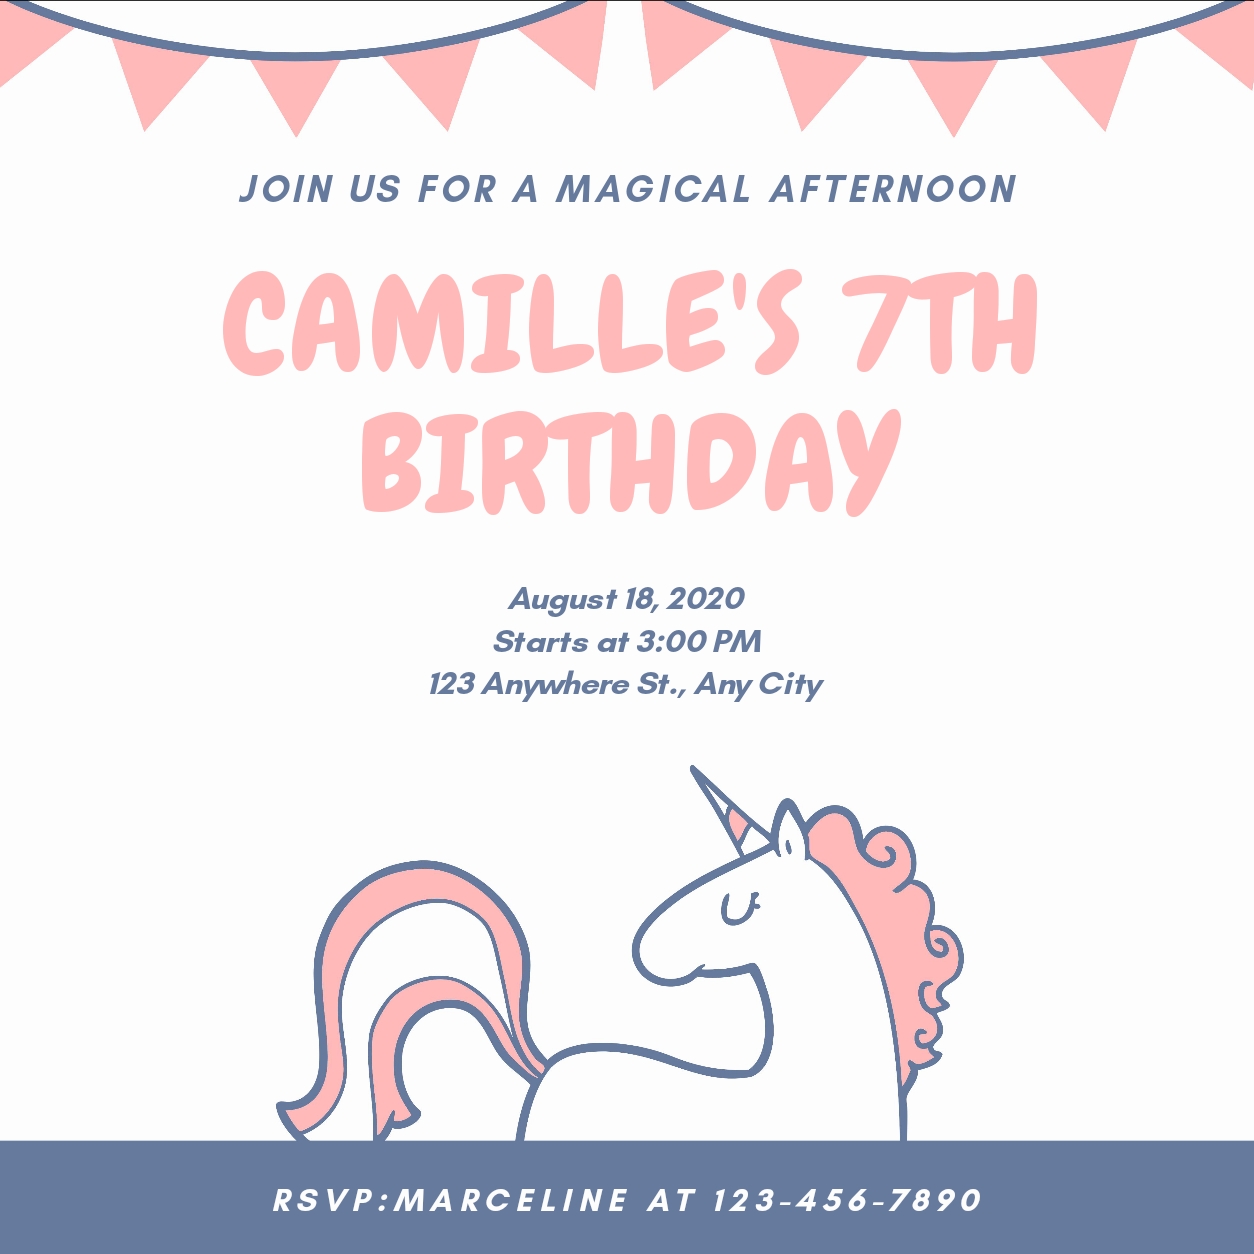 JOIN US FOR A MAGICAL AFTERNOON
CAMILLE'S 7TH
BIRTHDAY
August 18, 2020
Starts at 3:00 PM
123 Anywhere St., Any City
RSVP:MARCELINE AT 123-456-7890